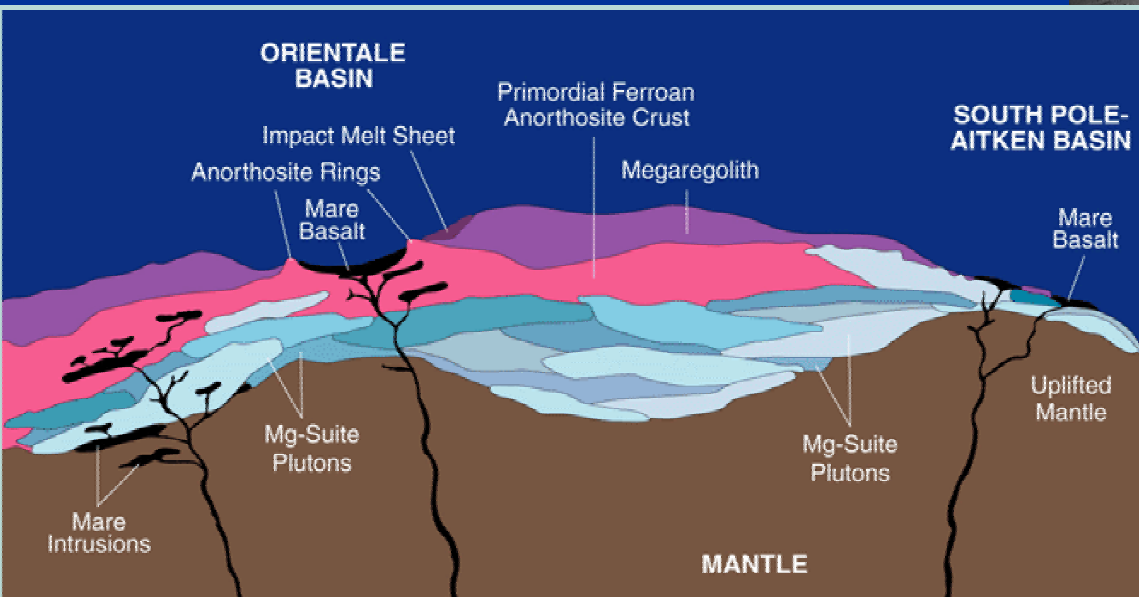 ORIENTALE
BASIN
Primordial Ferroan
Anorthosite Crust
SOUTH POLE-
AITKEN BASIN
Impact Melt Sheet
Anorthosite Rings
Megaregolith
Mare
Basalt
Mare
Basalt
Uplifted
Mantle
Mg-Suite
Plutons
Mg-Suite
Plutons
Mare
Intrusions
MANTLE